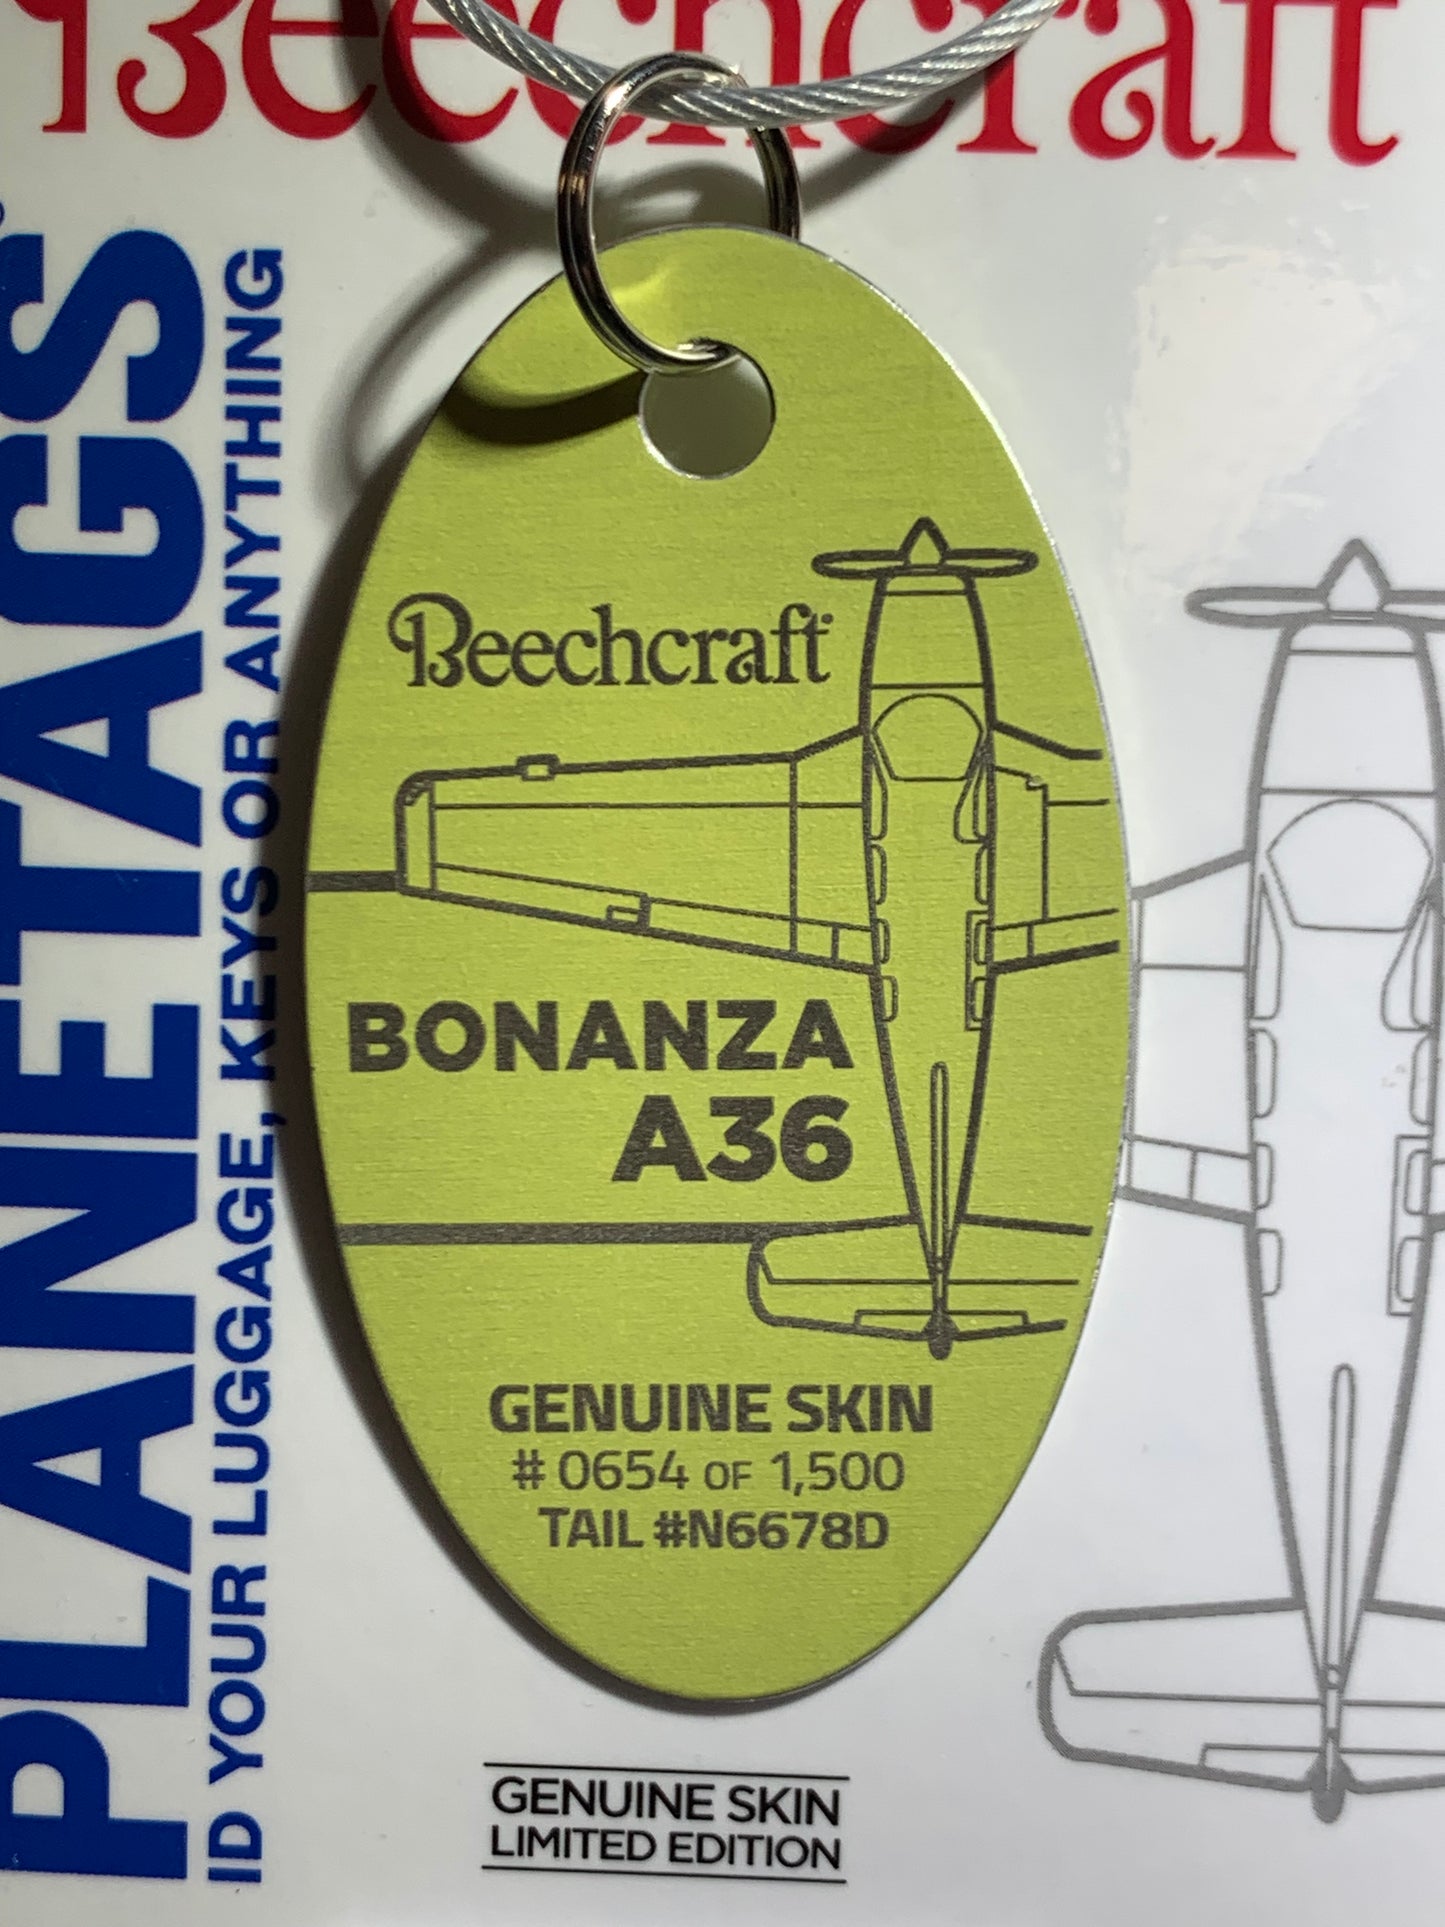 Beechcraft
PLANETAGS
ID YOUR LUGGAGE, KEYS OR ANYTHING
Beechcraft
BONANZA
A36
GENUINE SKIN
# 0654 OF 1,500
TAIL #N6678D
GENUINE SKIN
LIMITED EDITION